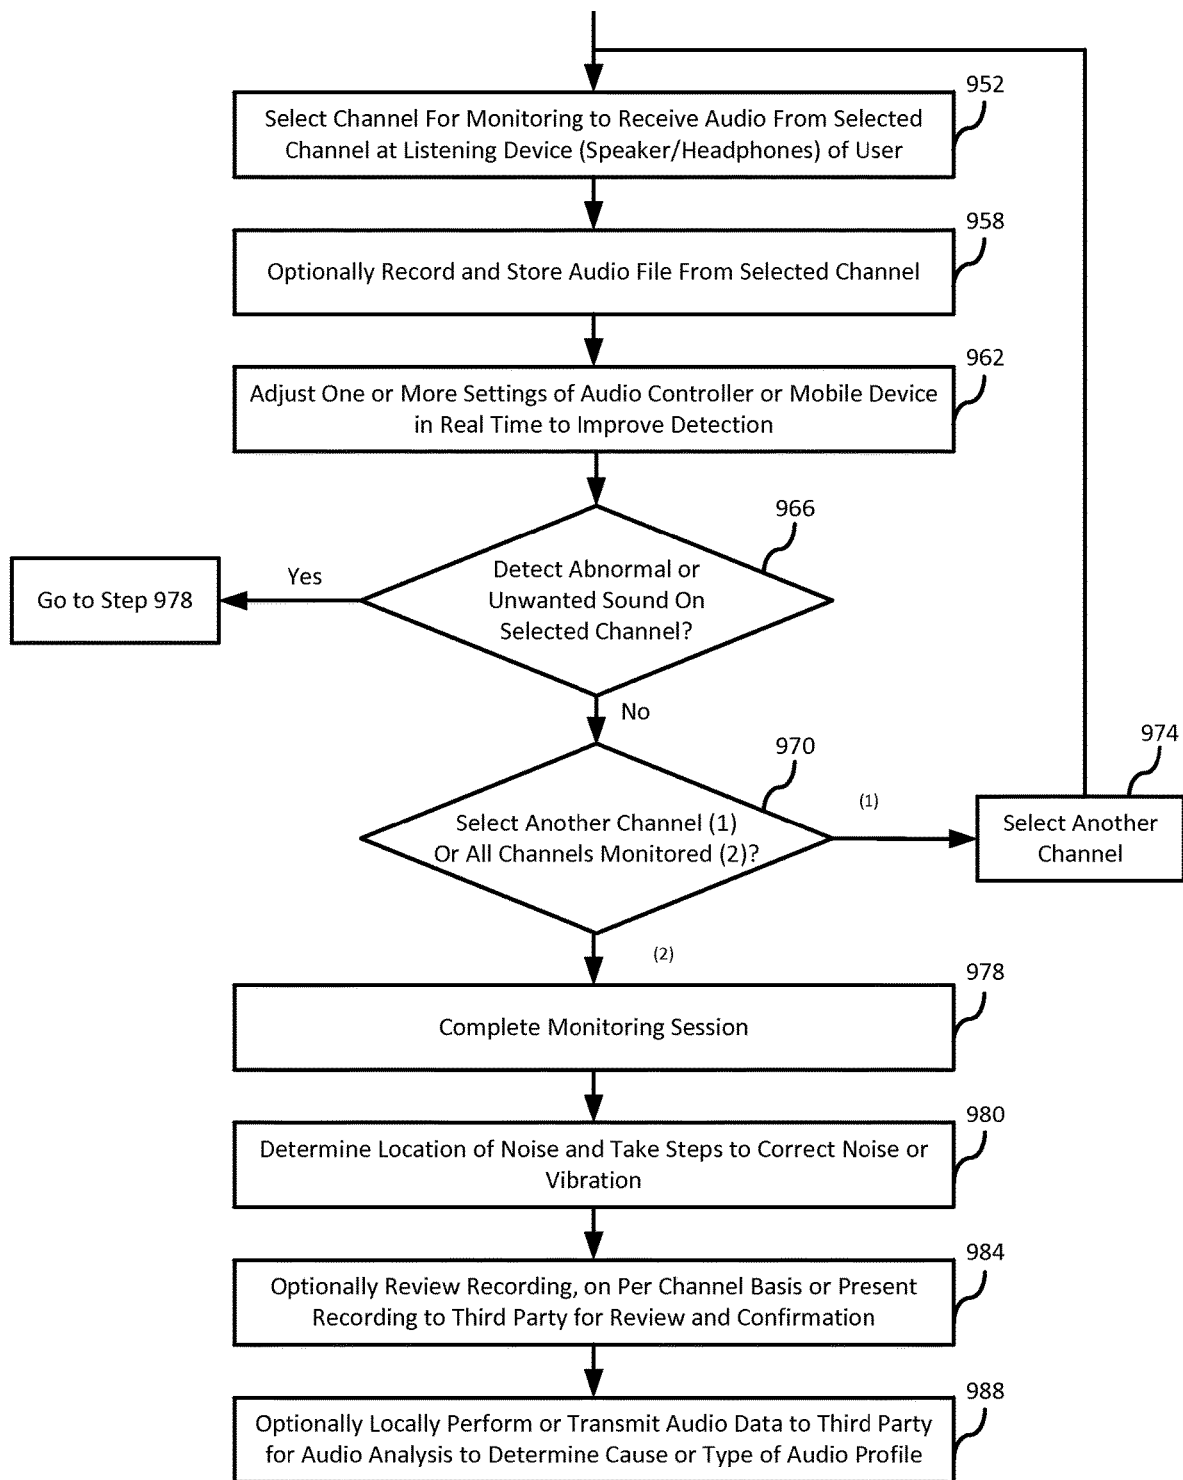 952
Select Channel For Monitoring to Receive Audio From Selected
Channel at Listening Device (Speaker/Headphones) of User
958
Optionally Record and Store Audio File From Selected Channel
962
Adjust One or More Settings of Audio Controller or Mobile Device
in Real Time to Improve Detection
966
Detect Abnormal or
Unwanted Sound On
Selected Channel?
Yes
Go to Step 978
No
970
Select Another Channel (1)
Or All Channels Monitored (2)?
(1)
974
Select Another
Channel
(2)
978
Complete Monitoring Session
980
Determine Location of Noise and Take Steps to Correct Noise or
Vibration
984
Optionally Review Recording, on Per Channel Basis or Present
Recording to Third Party for Review and Confirmation
988
Optionally Locally Perform or Transmit Audio Data to Third Party
for Audio Analysis to Determine Cause or Type of Audio Profile